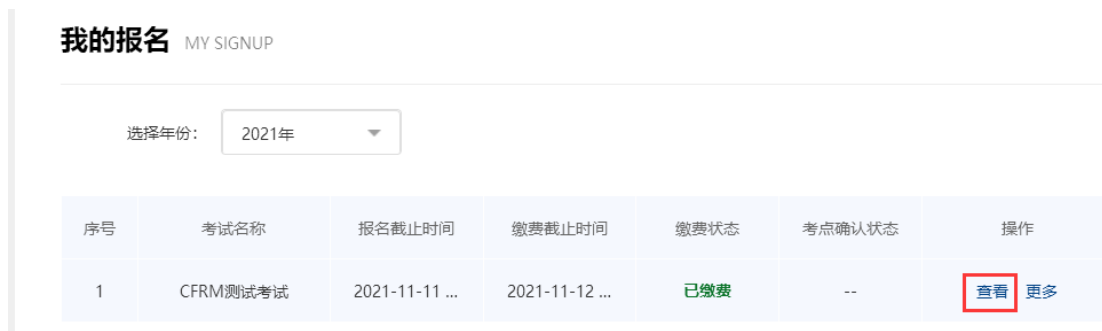 我的报名 MY SIGNUP
选择年份： 2021年
序号 考试名称 报名截止时间 缴费截止时间 缴费状态 考点确认状态 操作
1 CFRM测试考试 2021-11-11 ... 2021-11-12 ... 已缴费 -- 查看 更多